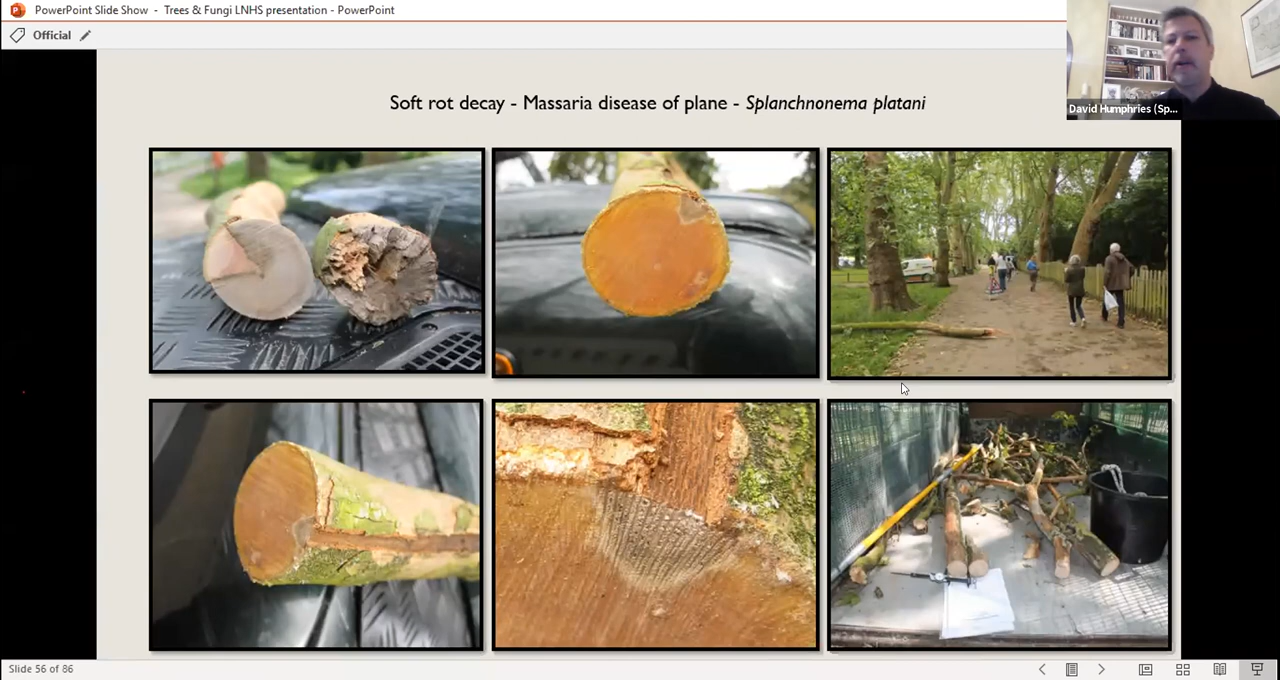 PowerPoint Slide Show - Trees & Fungi LNHS presentation - PowerPoint
Official
David Humphries (Sp...
Soft rot decay - Massaria disease of plane - Splanchnonema platani
Slide 56 of 86